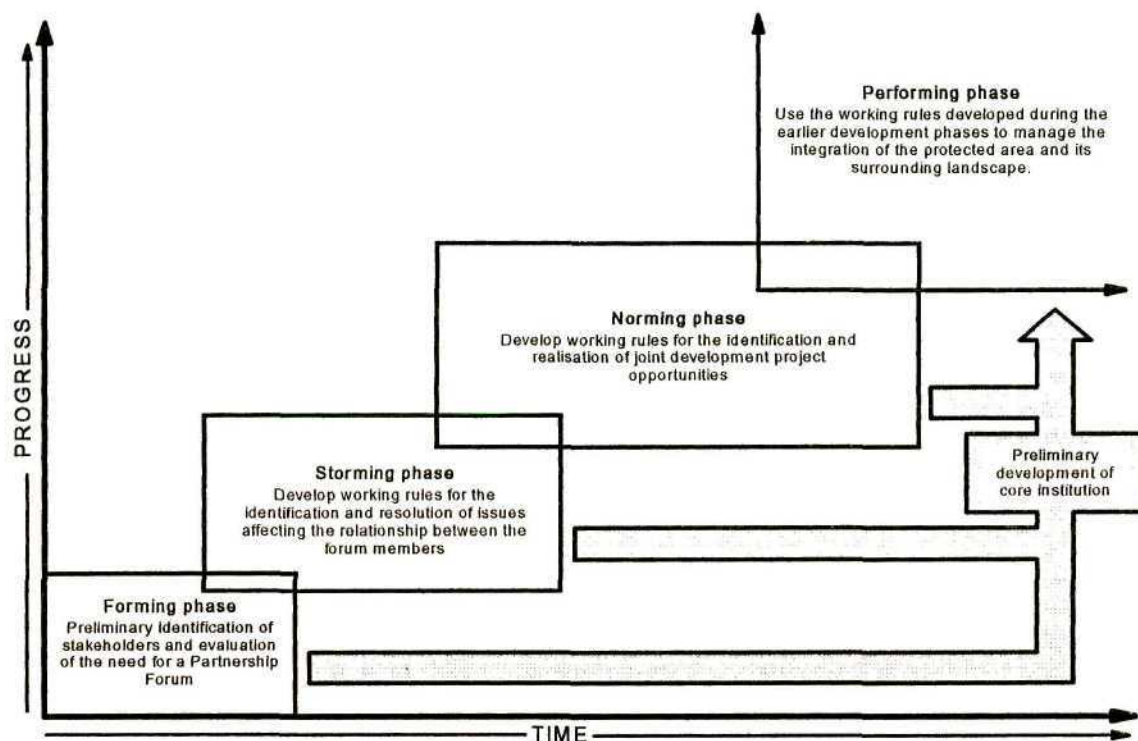 Performing phase
Use the working rules developed during the
earlier development phases to manage the
integration of the protected area and its
surrounding landscape.
Norming phase
Develop working rules for the identification and
realisation of joint development project
opportunities
Storming phase
Develop working rules for the
identification and resolution of issues
affecting the relationship between the
forum members
Preliminary
development of
core institution
Forming phase
Preliminary identification of
stakeholders and evaluation
of the need for a Partnership
Forum
PROGRESS
TIME